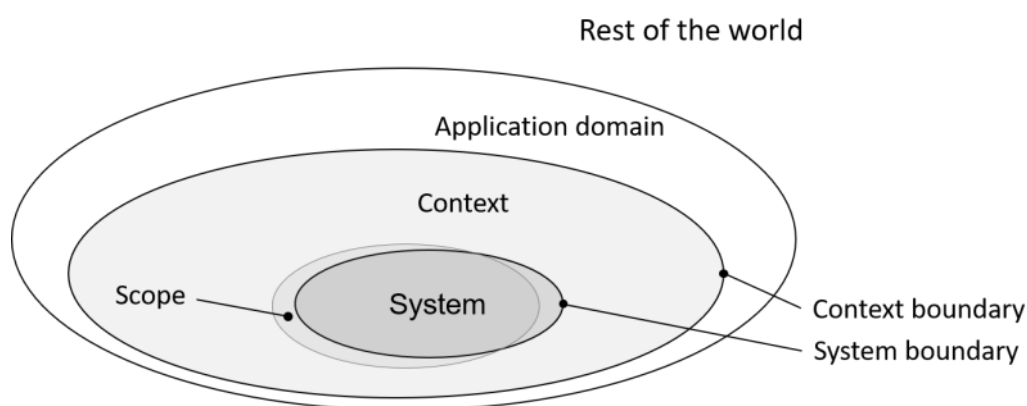 Rest of the world
Application domain
Context
Scope
System
Context boundary
System boundary